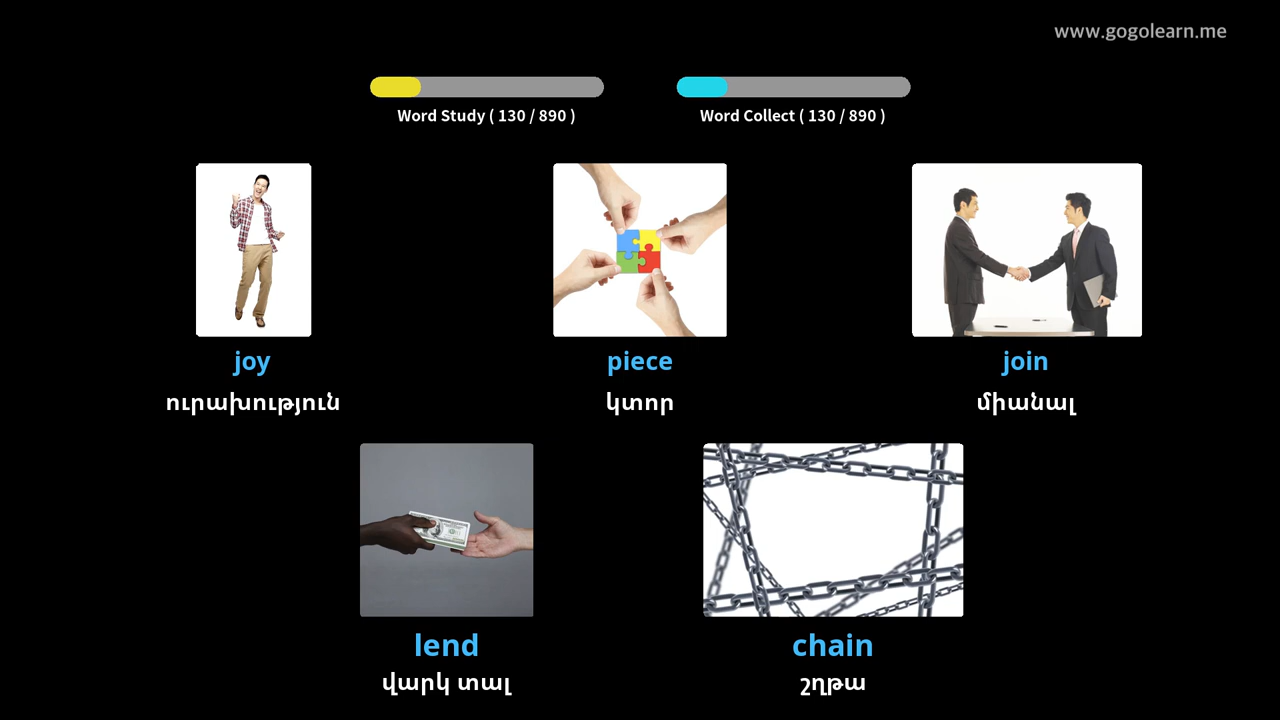 www.gogolearn.me
Word Study ( 130 / 890 )
Word Collect ( 130 / 890 )
joy
ուրախություն
piece
կտոր
join
միանալ
lend
վարկ տալ
chain
շղթա